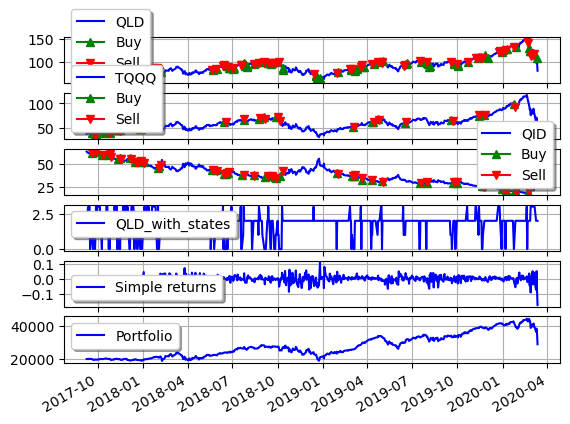 QLD
Buy
Sell
150
100
TQQQ
Buy
Sell
100
50
QID
Buy
Sell
50
25
QLD_with_states
2.5
0.0
Simple returns
0.1
0.0
−0.1
Portfolio
40000
20000
2017-10
2018-01
2018-04
2018-07
2018-10
2019-01
2019-04
2019-07
2019-10
2020-01
2020-04